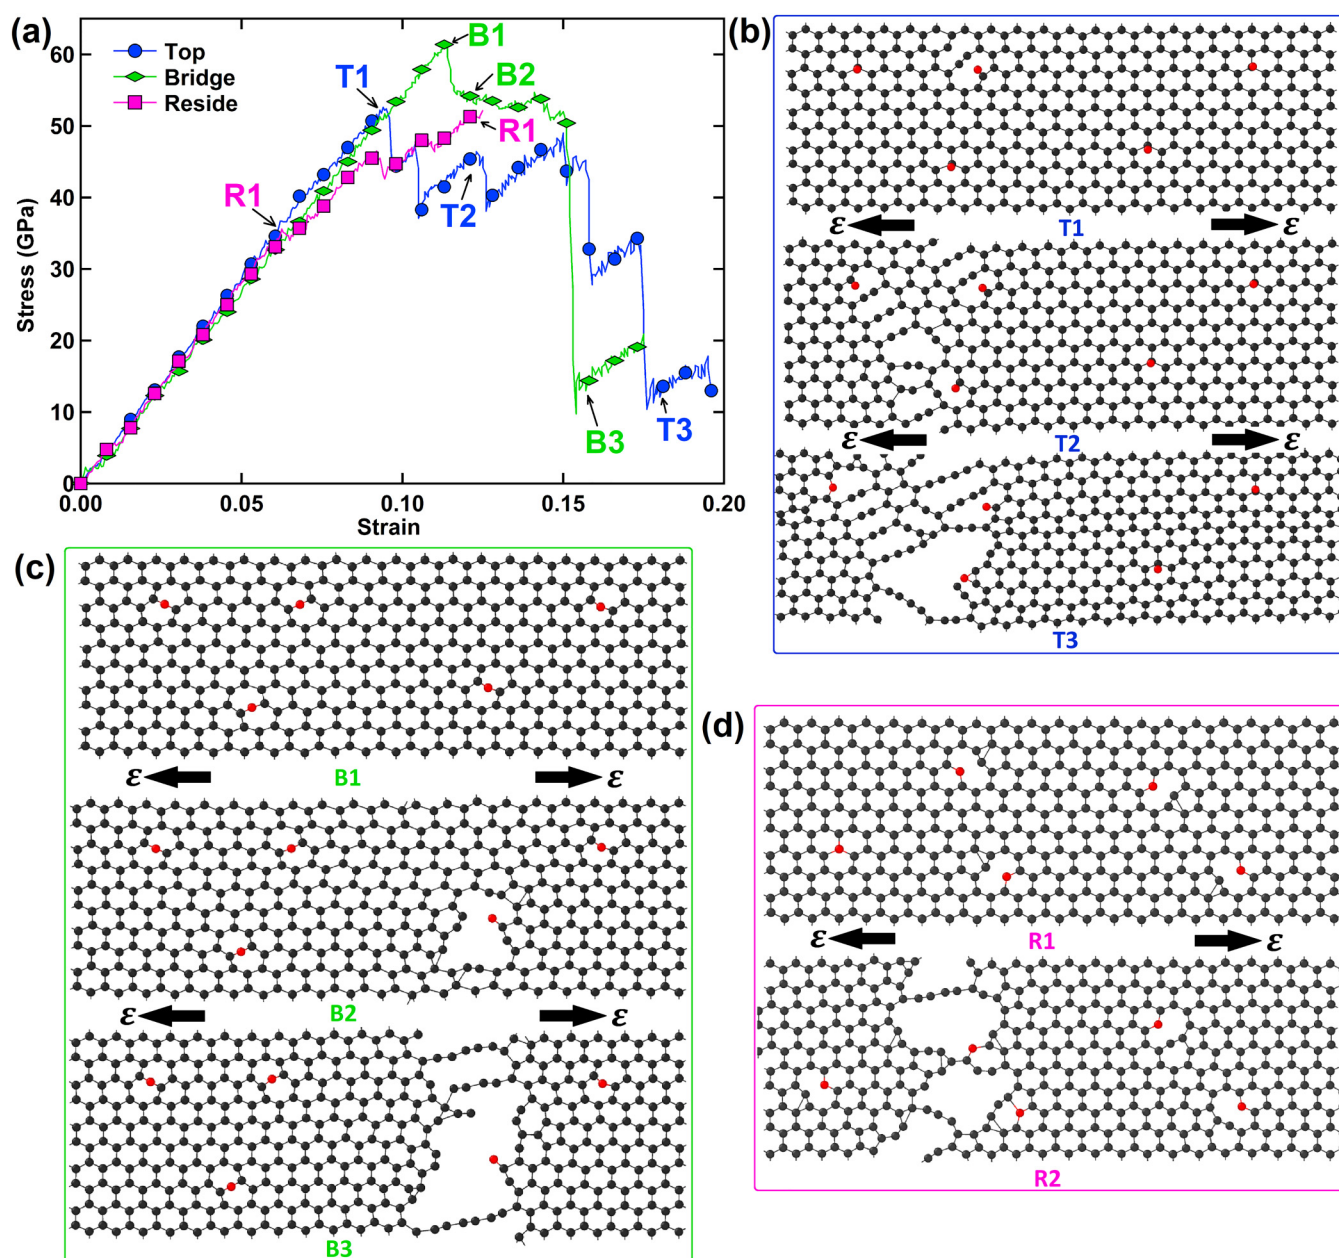 (a)
Top
Bridge
Reside
T1
B1
B2
R1
R1
T2
B3
T3
60
50
40
30
20
10
0
0.00
0.05
0.10
0.15
0.20
Stress (GPa)
Strain
(b)
ε
T1
ε
ε
T2
ε
T3
(c)
ε
B1
ε
ε
B2
ε
B3
(d)
ε
R1
ε
R2